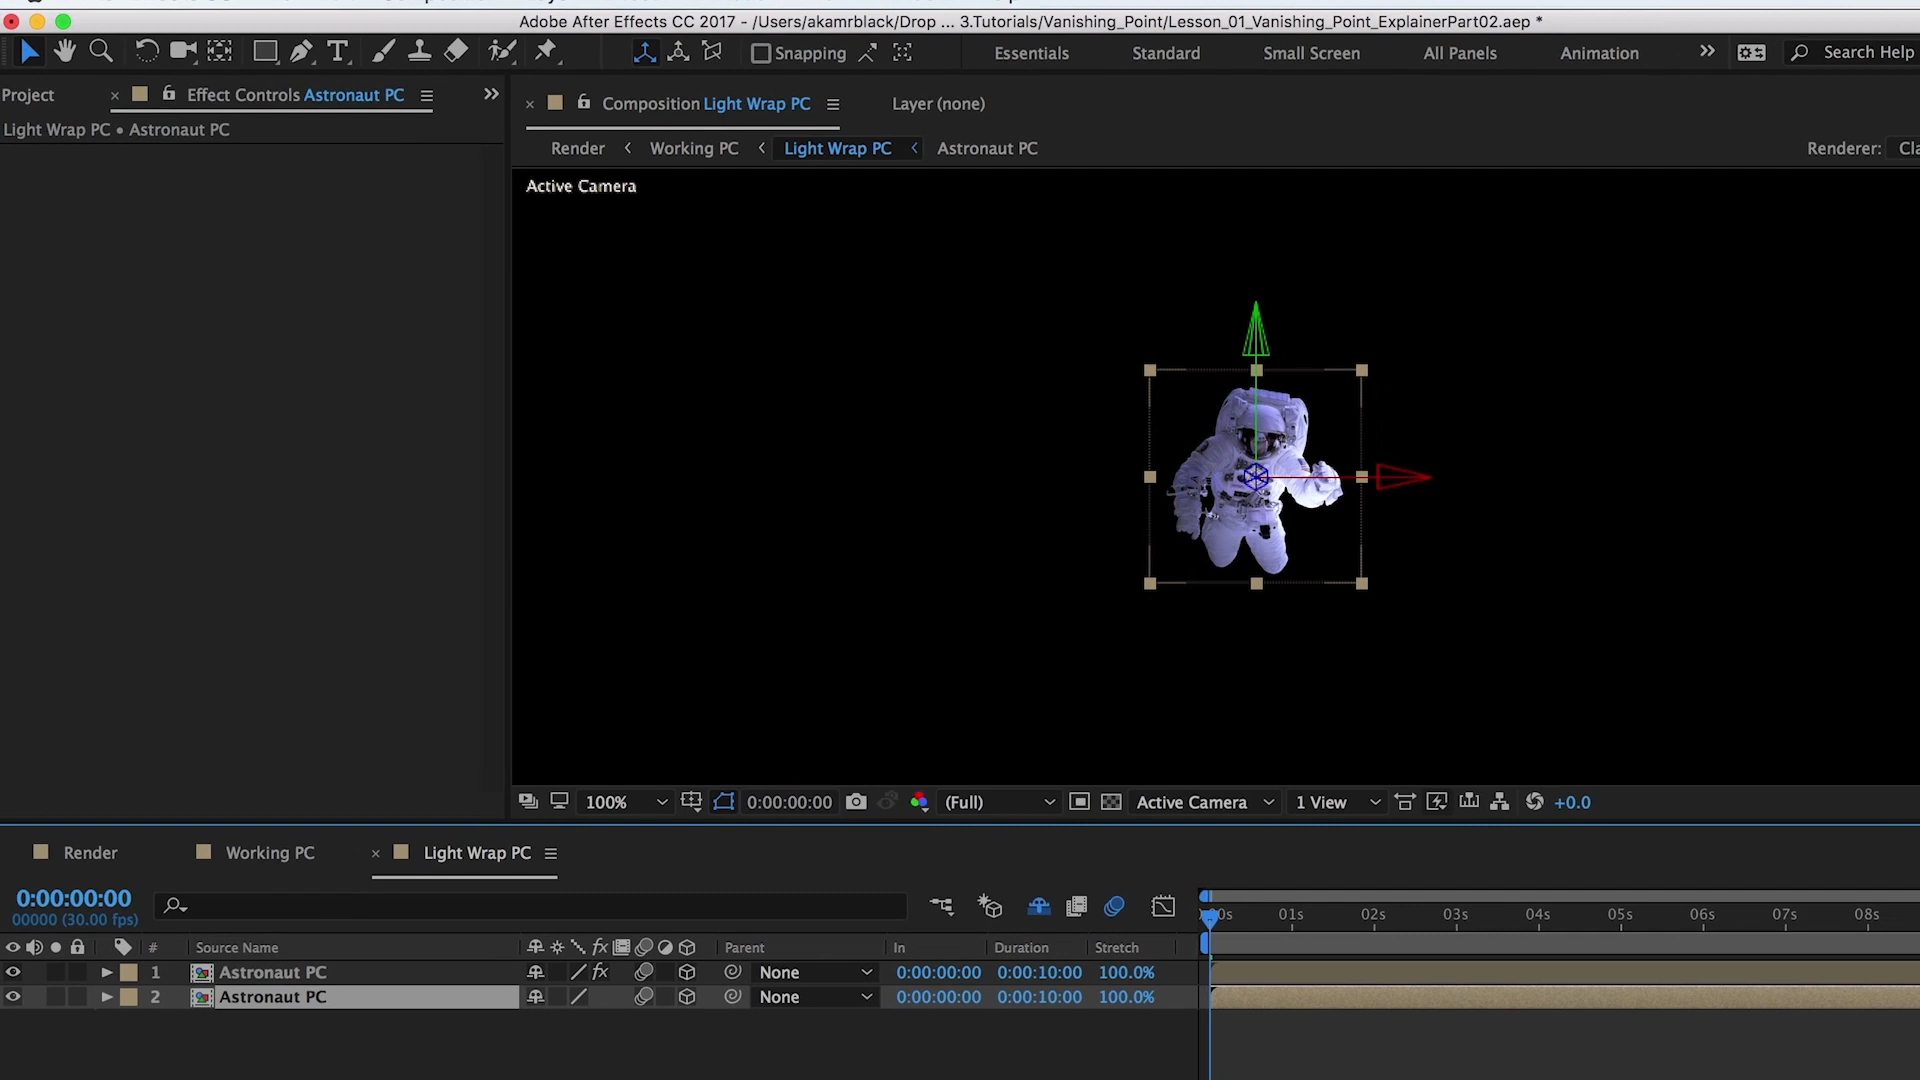 Adobe After Effects CC 2017 - /Users/akamrblack/Drop ... 3.Tutorials/Vanishing_Point/Lesson_01_Vanishing_Point_ExplainerPart02.aep *
Snapping Essentials Standard Small Screen All Panels Animation Search Help
Project × Effect Controls Astronaut PC
Light Wrap PC • Astronaut PC
× Composition Light Wrap PC Layer (none)
Render Working PC Light Wrap PC Astronaut PC Renderer:
Active Camera
100% 0:00:00:00 (Full) Active Camera 1 View +0.0
Render Working PC × Light Wrap PC
0:00:00:00
00000 (30.00 fps)
01s 02s 03s 04s 05s 06s 07s 08s
# Source Name fx Parent In Duration Stretch
1 Astronaut PC fx None 0:00:00:00 0:00:10:00 100.0%
2 Astronaut PC None 0:00:00:00 0:00:10:00 100.0%